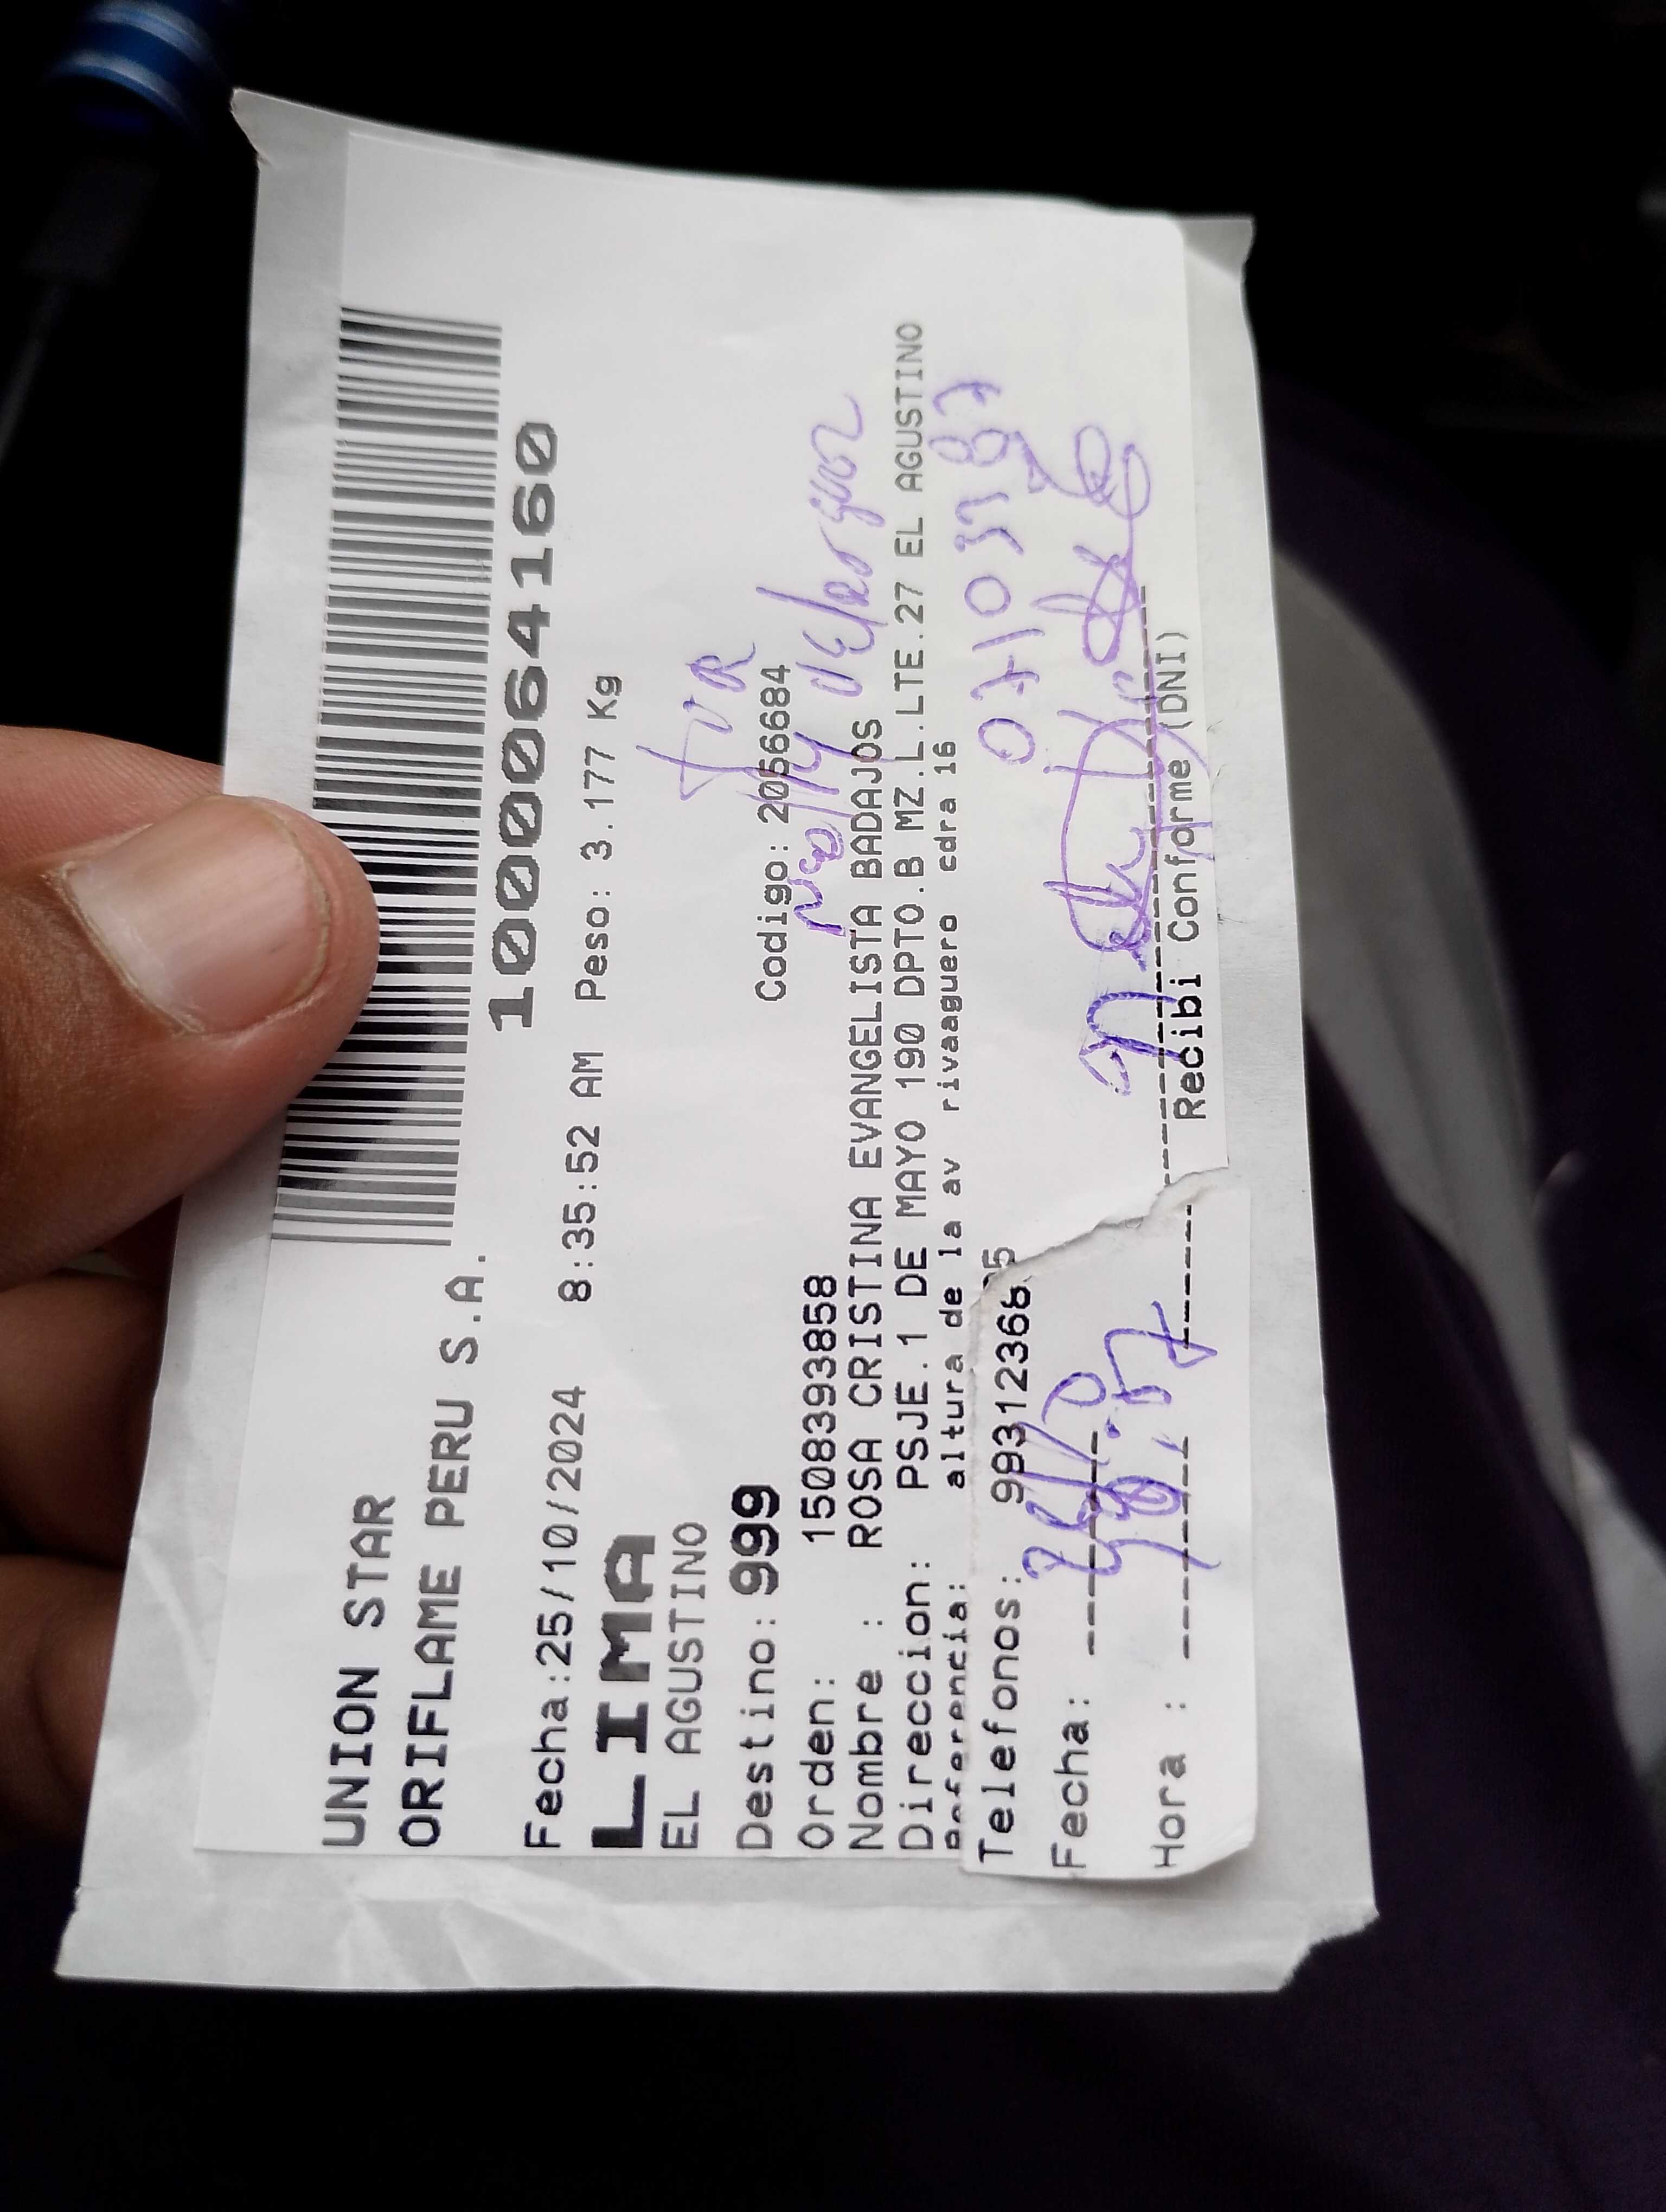 UNION STAR
ORIFLAME PERU S.A.
10000064160
Fecha:25/10/2024 8:35:52 AM Peso: 3.177 Kg
LIMA
EL AGUSTINO
Destino: 999 Codigo: 2056684
Orden: 1508393858
Nombre : ROSA CRISTINA EVANGELISTA BADAJOS
Direccion: PSJE.1 DE MAYO 190 DPTO.B MZ.L.LTE.27 EL AGUSTINO
Referencia: altura de la av rivaaguero cdra 16
Telefonos:
Fecha:
Hora :
Recibi Conforme (DNI)